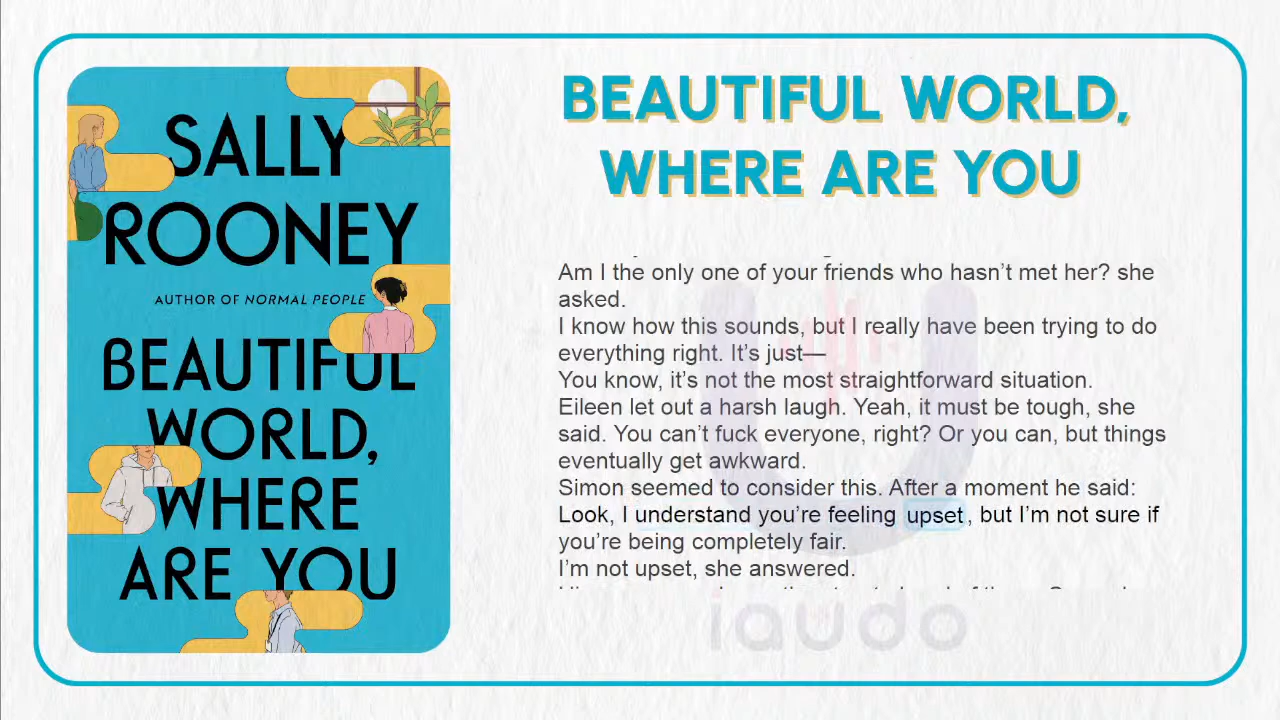 SALLY
ROONEY
AUTHOR OF NORMAL PEOPLE
BEAUTIFUL
WORLD,
WHERE
ARE YOU
BEAUTIFUL WORLD,
WHERE ARE YOU
Am I the only one of your friends who hasn’t met her? she
asked.
I know how this sounds, but I really have been trying to do
everything right. It’s just—
You know, it’s not the most straightforward situation.
Eileen let out a harsh laugh. Yeah, it must be tough, she
said. You can’t fuck everyone, right? Or you can, but things
eventually get awkward.
Simon seemed to consider this. After a moment he said:
Look, I understand you’re feeling upset, but I’m not sure if
you’re being completely fair.
I’m not upset, she answered.
iaudo